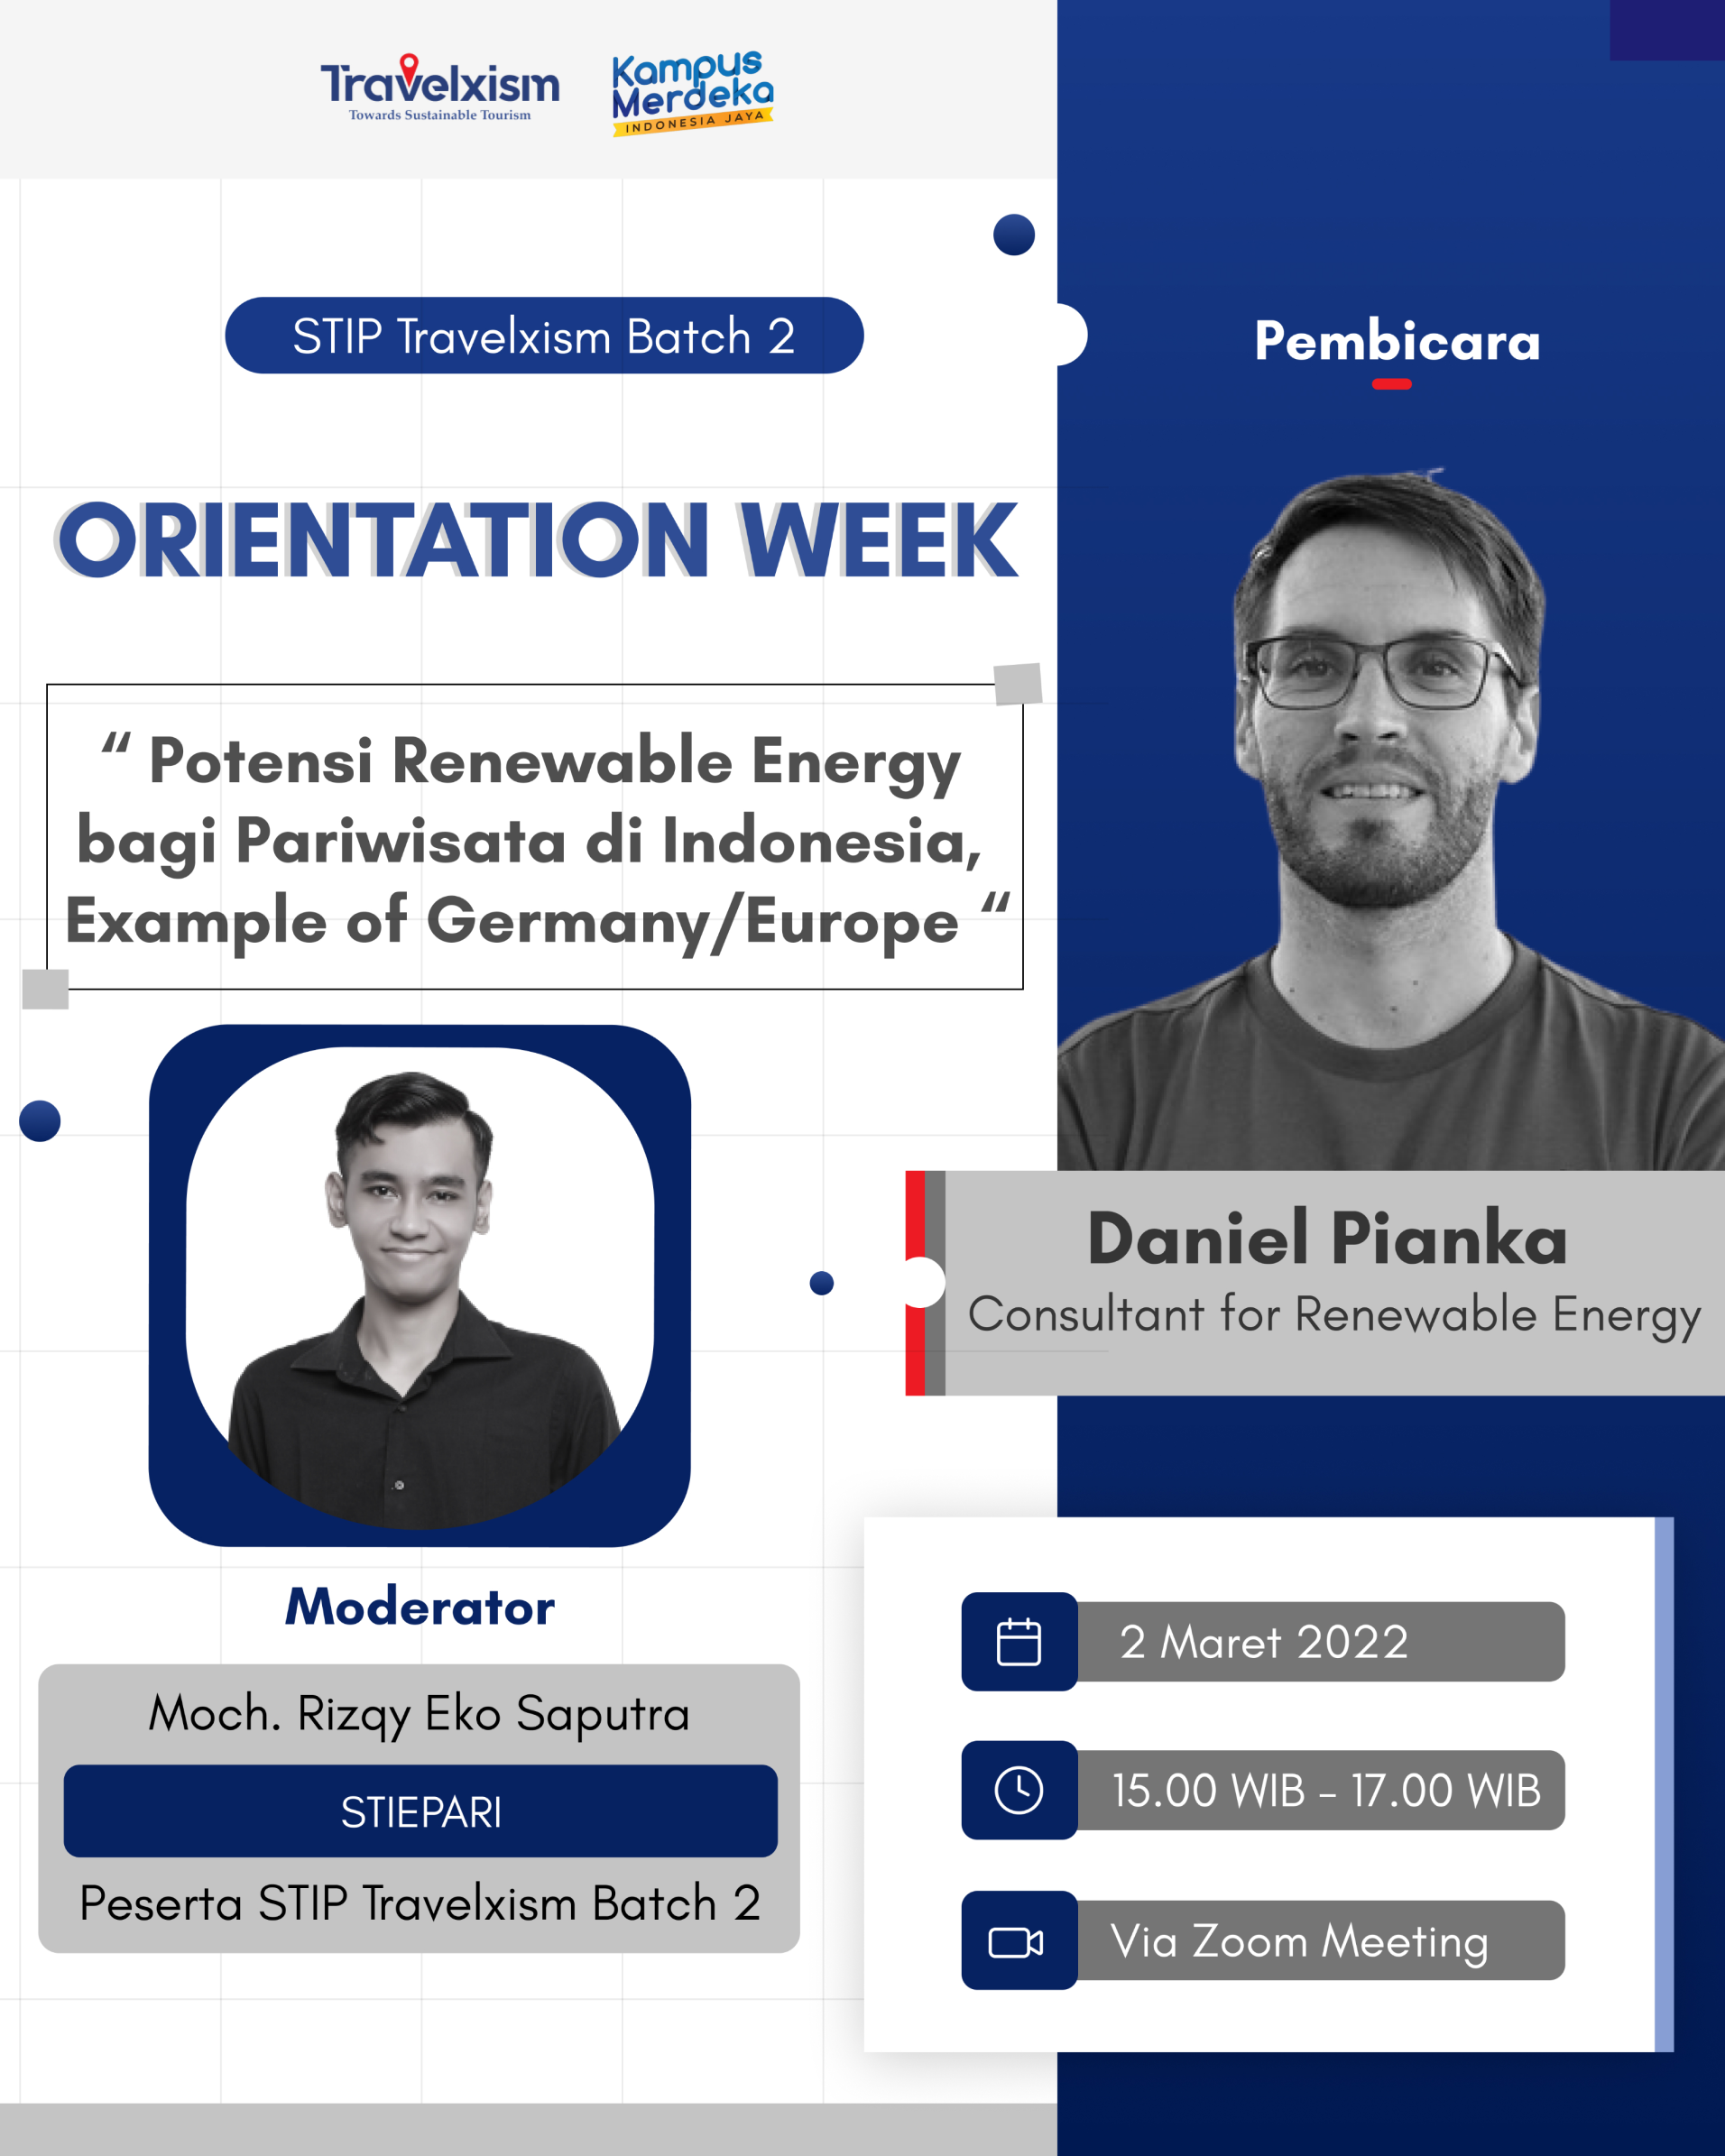 Travelxism
Towards Sustainable Tourism
Kampus
Merdeka
INDONESIA JAYA
STIP Travelxism Batch 2
ORIENTATION WEEK
“ Potensi Renewable Energy
bagi Pariwisata di Indonesia,
Example of Germany/Europe “
Pembicara
Daniel Pianka
Consultant for Renewable Energy
Moderator
Moch. Rizqy Eko Saputra
STIEPARI
Peserta STIP Travelxism Batch 2
2 Maret 2022
15.00 WIB – 17.00 WIB
Via Zoom Meeting